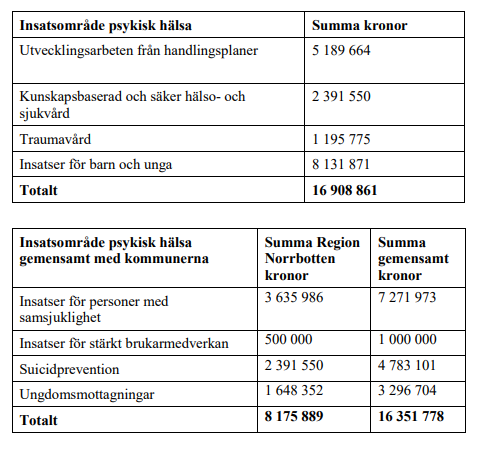 Insatsområde psykisk hälsa Summa kronor
Utvecklingsarbeten från handlingsplaner 5 189 664
Kunskapsbaserad och säker hälso- och 2 391 550
sjukvård
Traumavård 1 195 775
Insatser för barn och unga 8 131 871
Totalt 16 908 861
Insatsområde psykisk hälsa Summa Region Summa
gemensamt med kommunerna Norrbotten gemensamt
kronor kronor
Insatser för personer med 3 635 986 7 271 973
samsjuklighet
Insatser för stärkt brukarmedverkan 500 000 1 000 000
Suicidprevention 2 391 550 4 783 101
Ungdomsmottagningar 1 648 352 3 296 704
Totalt 8 175 889 16 351 778